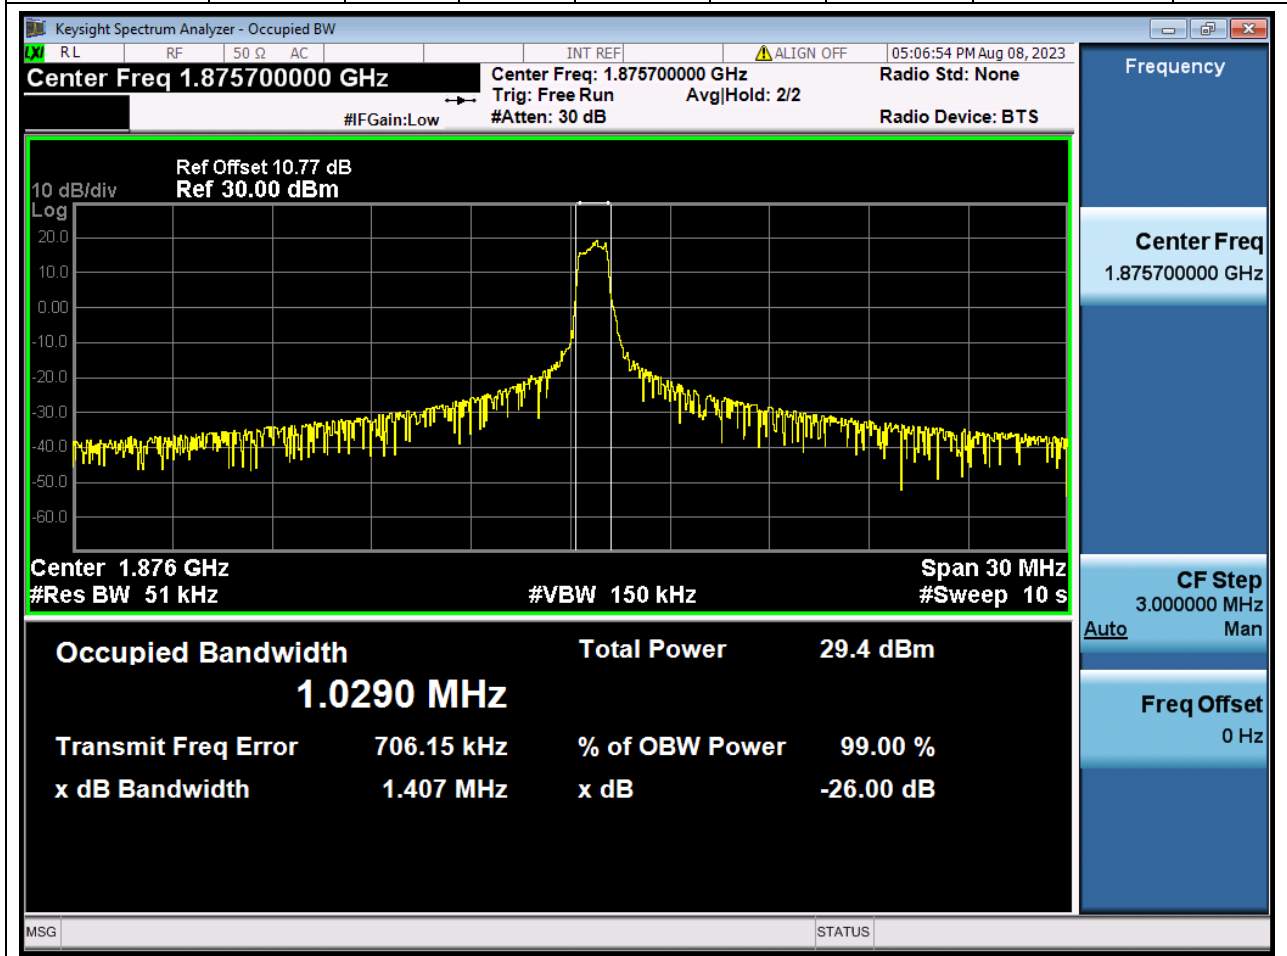 Keysight Spectrum Analyzer - Occupied BW
LXI RL RF 50 Ω AC INT REF ALIGN OFF 05:06:54 PM Aug 08, 2023
Center Freq 1.875700000 GHz
Center Freq: 1.875700000 GHz Radio Std: None
Trig: Free Run Avg|Hold: 2/2
#IFGain:Low #Atten: 30 dB Radio Device: BTS
Ref Offset 10.77 dB
10 dB/div Ref 30.00 dBm
Log
20.0
10.0
0.00
-10.0
-20.0
-30.0
-40.0
-50.0
-60.0
Center 1.876 GHz Span 30 MHz
#Res BW 51 kHz #VBW 150 kHz #Sweep 10 s
Occupied Bandwidth Total Power 29.4 dBm
1.0290 MHz
Transmit Freq Error 706.15 kHz % of OBW Power 99.00 %
x dB Bandwidth 1.407 MHz x dB -26.00 dB
MSG STATUS
Frequency
Center Freq
1.875700000 GHz
CF Step
3.000000 MHz
Auto Man
Freq Offset
0 Hz